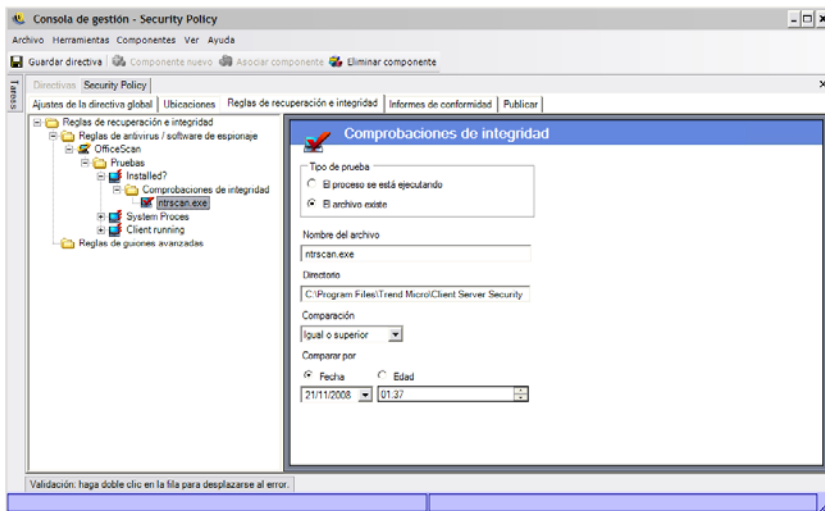 Consola de gestión - Security Policy
Archivo Herramientas Componentes Ver Ayuda
Guardar directiva Componente nuevo Asociar componente Eliminar componente
Tareas
Directivas Security Policy
Ajustes de la directiva global Ubicaciones Reglas de recuperación e integridad Informes de conformidad Publicar
Reglas de recuperación e integridad
Reglas de antivirus / software de espionaje
OfficeScan
Pruebas
Installed?
Comprobaciones de integridad
ntrscan.exe
System Proces
Client running
Reglas de guiones avanzadas
Comprobaciones de integridad
Tipo de prueba
El proceso se está ejecutando
El archivo existe
Nombre del archivo
ntrscan.exe
Directorio
C:\Program Files\Trend Micro\Client Server Security
Comparación
Igual o superior
Comparar por
Fecha Edad
21/11/2008 01:37
Validación: haga doble clic en la fila para desplazarse al error.